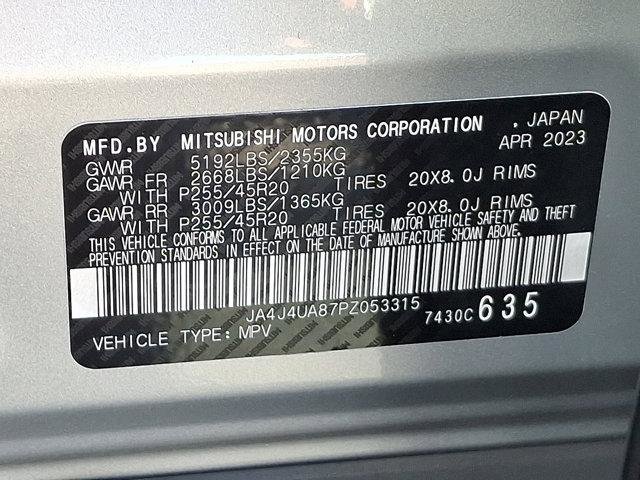 MFD.BY MITSUBISHI MOTORS CORPORATION . JAPAN
GVWR 5192LBS/2355KG APR 2023
GAWR FR 2668LBS/1210KG
WITH P255/45R20 TIRES 20X8.0J RIMS
GAWR RR 3009LBS/1365KG
WITH P255/45R20 TIRES 20X8.0J RIMS
THIS VEHICLE CONFORMS TO ALL APPLICABLE FEDERAL MOTOR VEHICLE SAFETY AND THEFT
PREVENTION STANDARDS IN EFFECT ON THE DATE OF MANUFACTURE SHOWN ABOVE.
JA4J4UA87PZ053315
7430C 635
VEHICLE TYPE: MPV